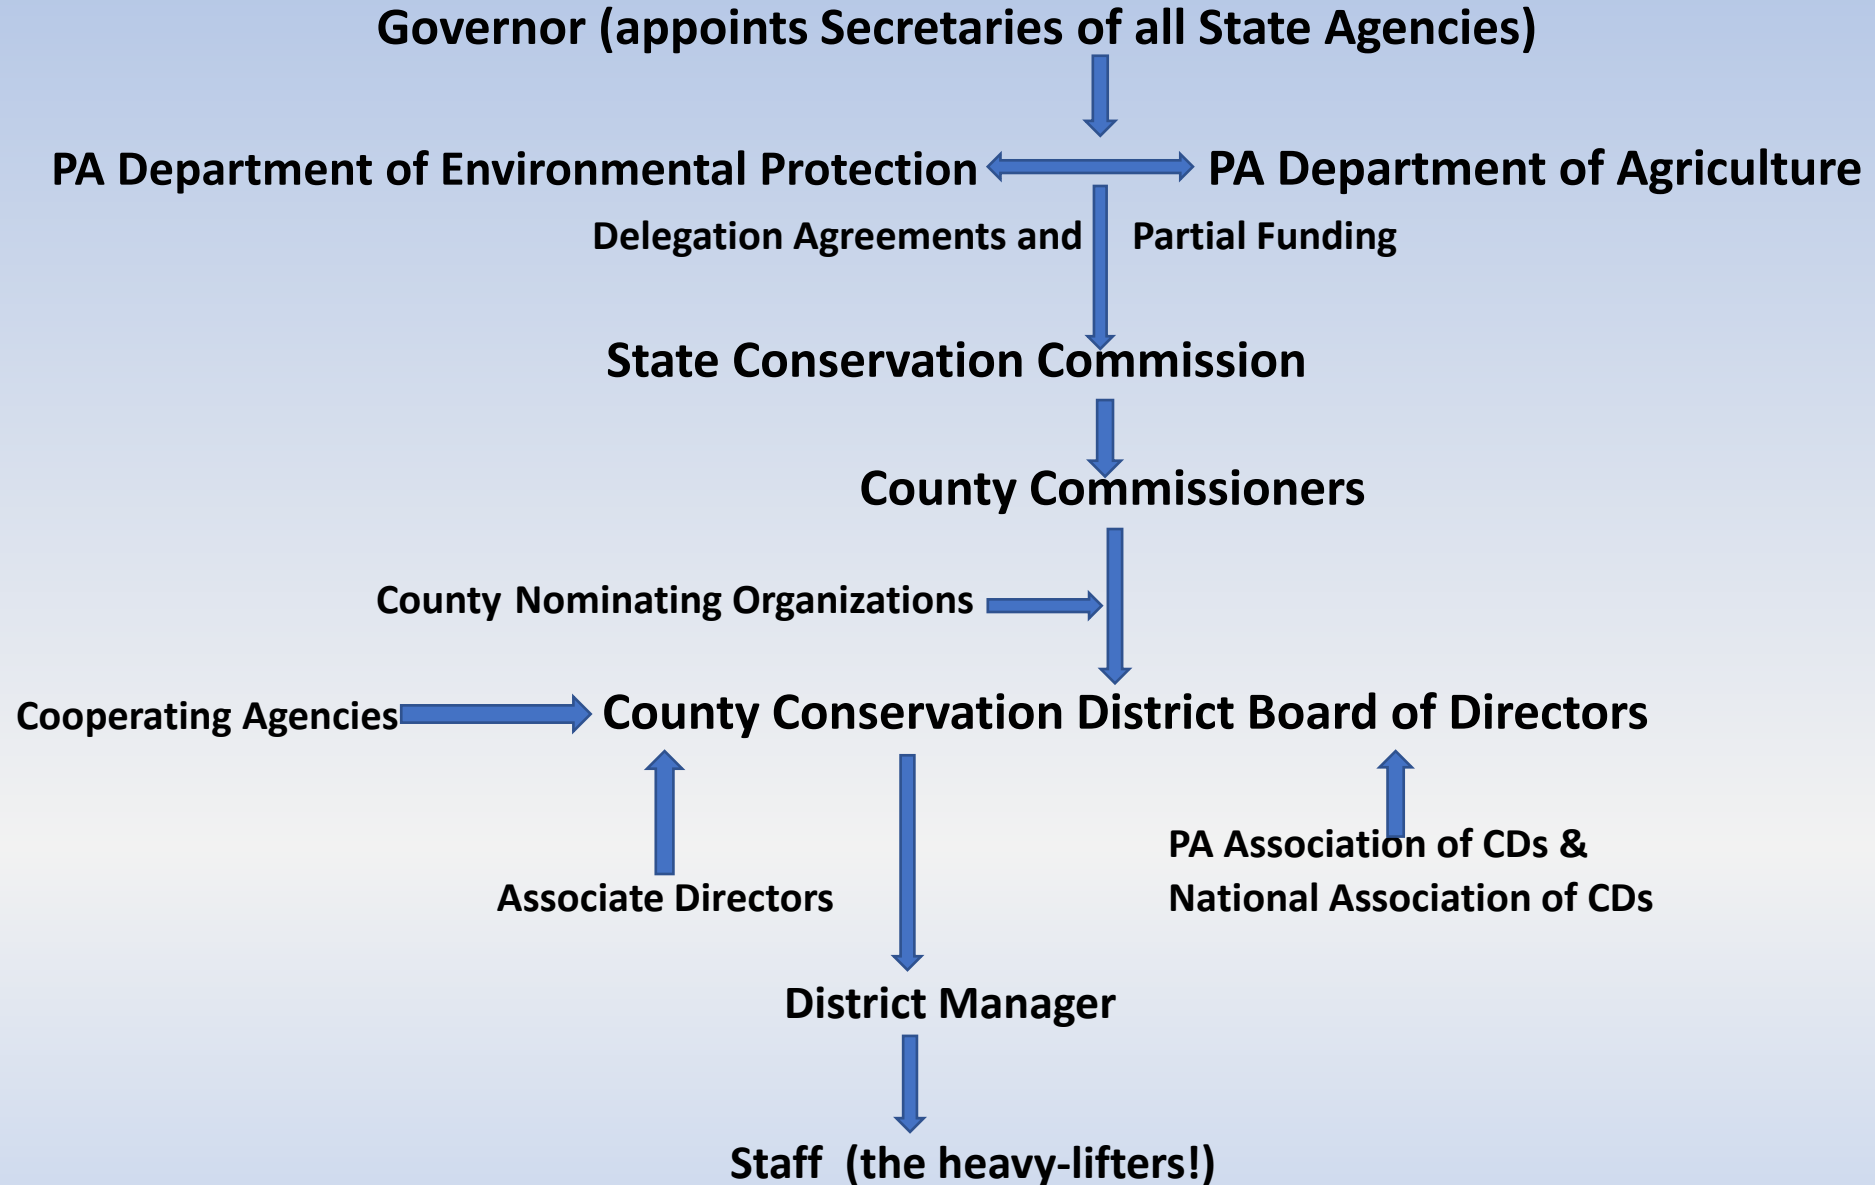 Governor (appoints Secretaries of all State Agencies)
PA Department of Environmental Protection PA Department of Agriculture
Delegation Agreements and Partial Funding
State Conservation Commission
County Commissioners
County Nominating Organizations
Cooperating Agencies County Conservation District Board of Directors
PA Association of CDs &
Associate Directors National Association of CDs
District Manager
Staff (the heavy-lifters!)